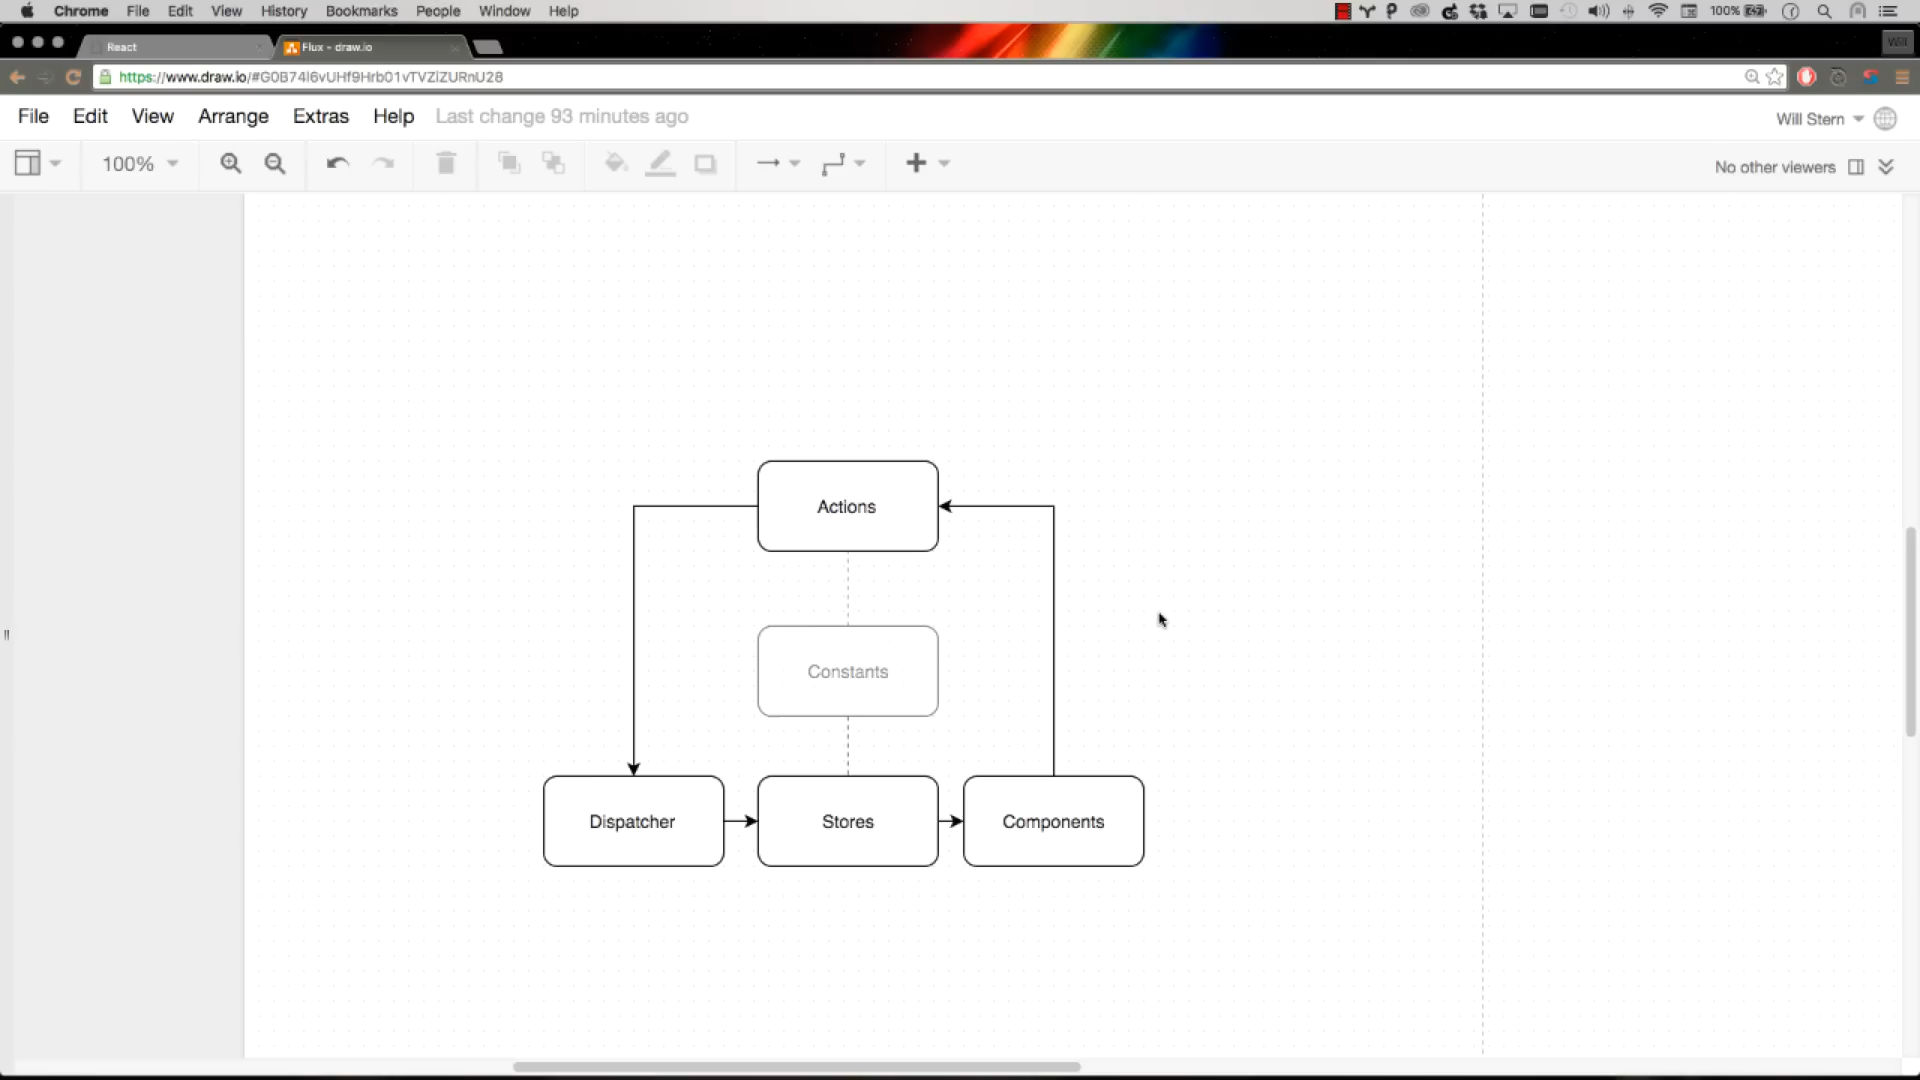 Chrome File Edit View History Bookmarks People Window Help 100%
React Flux - draw.io Will
https://www.draw.io/#G0B74I6vUHf9Hrb01vTVZiZURnU28
File Edit View Arrange Extras Help Last change 93 minutes ago Will Stern
100% No other viewers
Actions
Constants
Dispatcher Stores Components